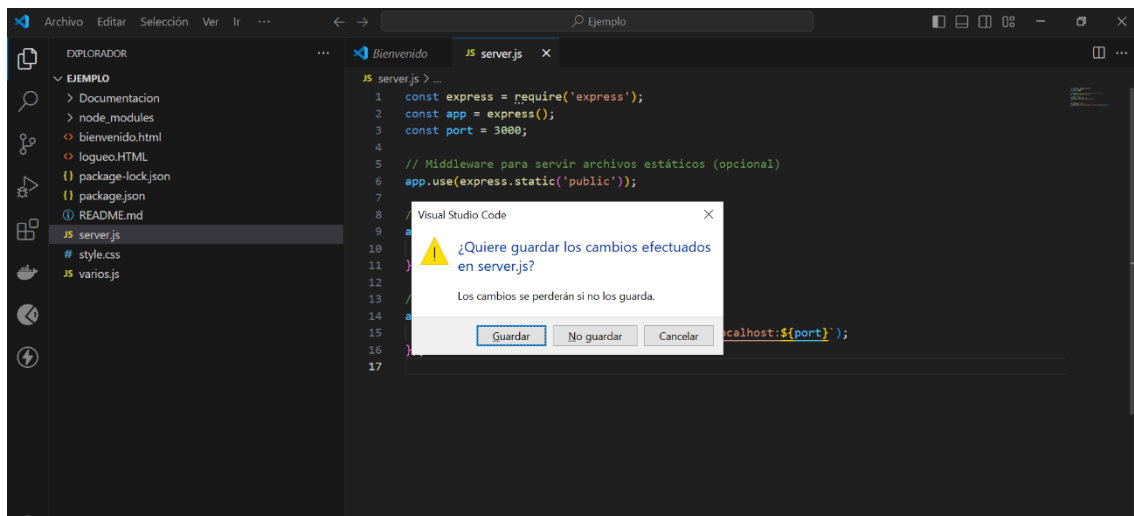 Archivo Editar Selección Ver Ir ···
Ejemplo
EXPLORADOR ···
EJEMPLO
Documentacion
node_modules
bienvenido.html
logueo.HTML
package-lock.json
package.json
README.md
server.js
style.css
varios.js
Bienvenido
JS server.js
JS server.js > ...
1 const express = require('express');
2 const app = express();
3 const port = 3000;
4
5 // Middleware para servir archivos estáticos (opcional)
6 app.use(express.static('public'));
7
8 /
9 a
10
11 }
12
13 /
14 a
15 ocalhost:${port}`);
16 }
17
Visual Studio Code
¿Quiere guardar los cambios efectuados
en server.js?
Los cambios se perderán si no los guarda.
Guardar No guardar Cancelar